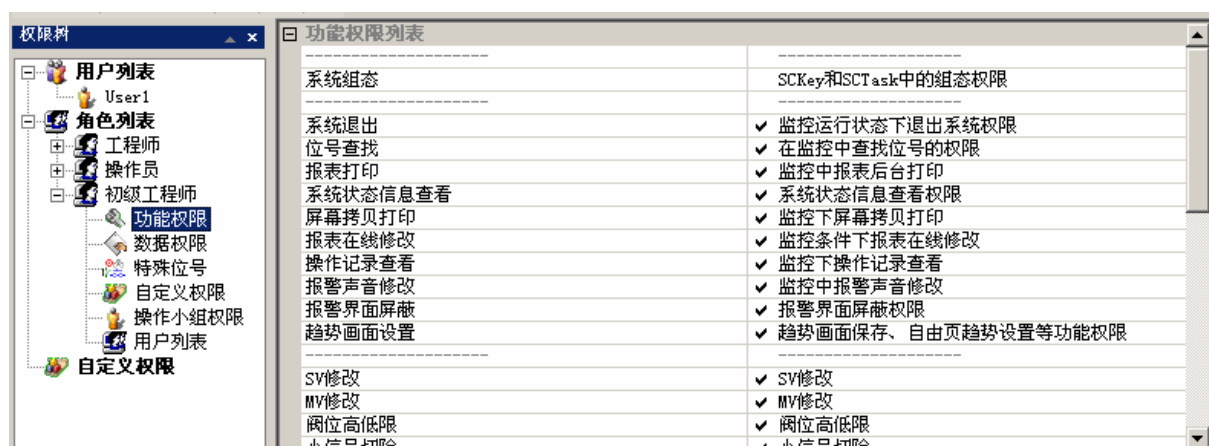 权限树
用户列表
User1
角色列表
工程师
操作员
初级工程师
功能权限
数据权限
特殊位号
自定义权限
操作小组权限
用户列表
自定义权限
功能权限列表
-------------------- --------------------
系统组态 SCKey和SCTask中的组态权限
-------------------- --------------------
系统退出 ✔ 监控运行状态下退出系统权限
位号查找 ✔ 在监控中查找位号的权限
报表打印 ✔ 监控中报表后台打印
系统状态信息查看 ✔ 系统状态信息查看权限
屏幕拷贝打印 ✔ 监控下屏幕拷贝打印
报表在线修改 ✔ 监控条件下报表在线修改
操作记录查看 ✔ 监控下操作记录查看
报警声音修改 ✔ 监控中报警声音修改
报警界面屏蔽 ✔ 报警界面屏蔽权限
趋势画面设置 ✔ 趋势画面保存、自由页趋势设置等功能权限
-------------------- --------------------
SV修改 ✔ SV修改
MV修改 ✔ MV修改
阀位高低限 ✔ 阀位高低限
小信号切除 ✔ 小信号切除